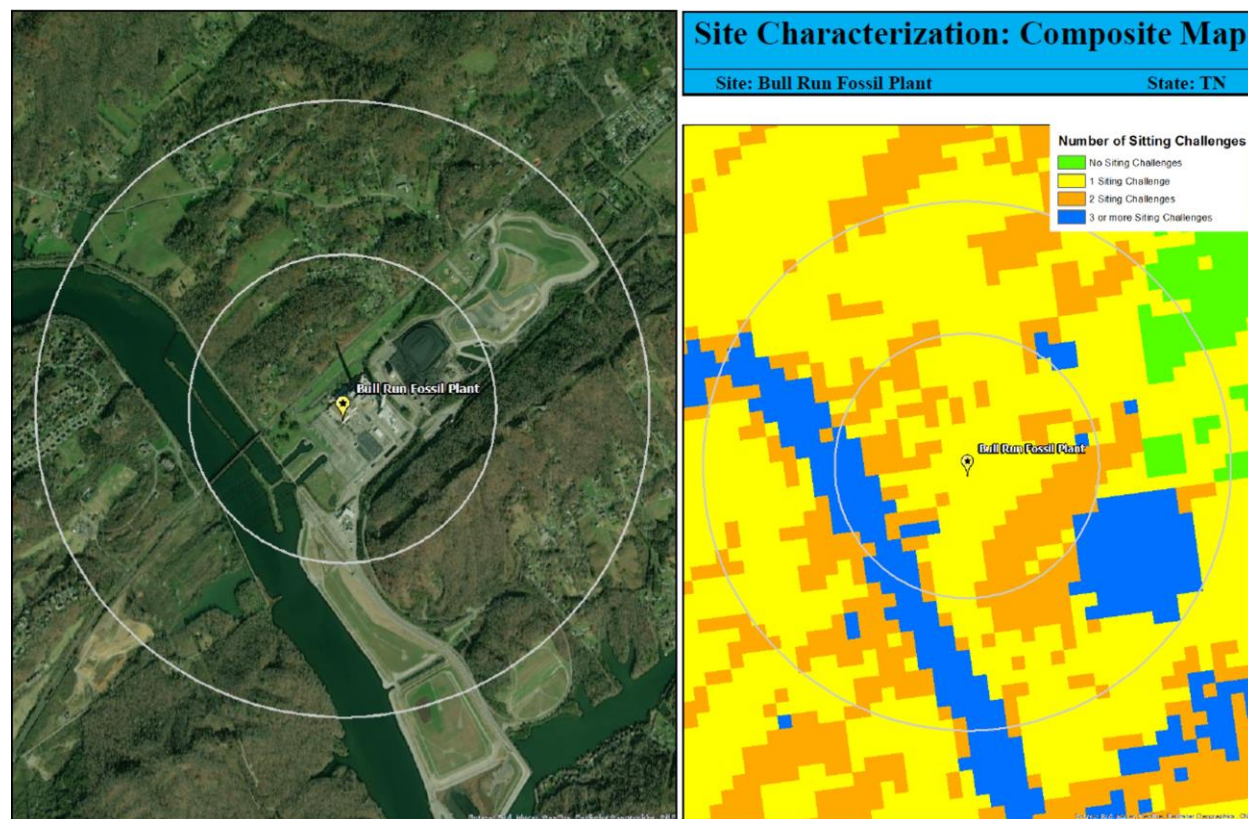 Site Characterization: Composite Map
Site: Bull Run Fossil Plant State: TN
Number of Sitting Challenges
No Siting Challenges
1 Siting Challenge
2 Siting Challenges
3 or more Siting Challenges
Bull Run Fossil Plant
Bull Run Fossil Plant